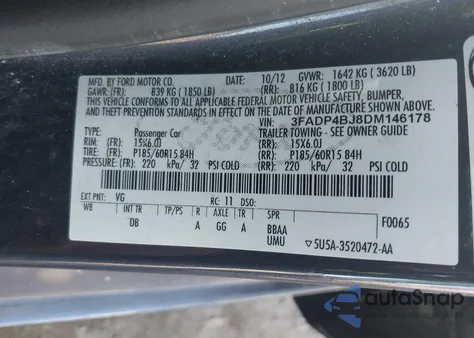 MFD. BY FORD MOTOR CO.
DATE: 10/12 GVWR: 1642 KG ( 3620 LB)
GAWR: (FR): 839 KG ( 1850 LB) (RR): 816 KG ( 1800 LB)
THIS VEHICLE CONFORMS TO ALL APPLICABLE FEDERAL
MOTOR VEHICLE SAFETY, BUMPER,
AND THEFT PREVENTION STANDARDS IN EFFECT ON THE DATE
OF MANUFACTURE SHOWN ABOVE.
VIN: 3FADP4BJ8DM146178
TYPE: Passenger Car TRAILER TOWING - SEE OWNER GUIDE
RIM: (FR): 15X6.0J (RR): 15X6.0J
TIRE: (FR): P185/60R15 84H (RR): P185/60R15 84H
PRESSURE: (FR): 220 kPa/ 32 PSI COLD (RR): 220 kPa/ 32 PSI COLD
EXT PNT: VG RC: 11 DSO: F0065
WB INT TR TP/PS R AXLE TR SPR
DB A GG A BBAA
UMU ▽ 5U5A-3520472-AA
autoSnap